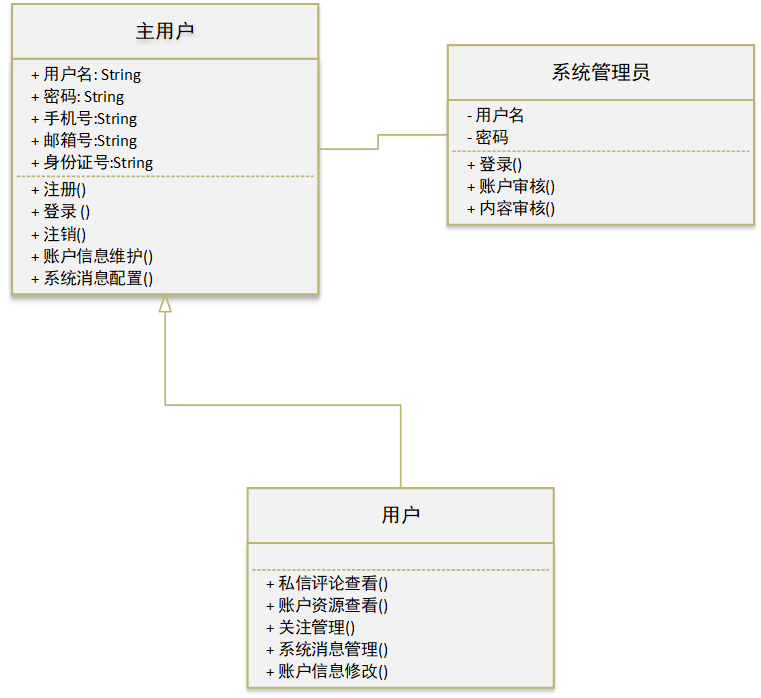 主用户
+ 用户名: String
+ 密码: String
+ 手机号:String
+ 邮箱号:String
+ 身份证号:String
+ 注册()
+ 登录 ()
+ 注销()
+ 账户信息维护()
+ 系统消息配置()
系统管理员
- 用户名
- 密码
+ 登录()
+ 账户审核()
+ 内容审核()
用户
+ 私信评论查看()
+ 账户资源查看()
+ 关注管理()
+ 系统消息管理()
+ 账户信息修改()